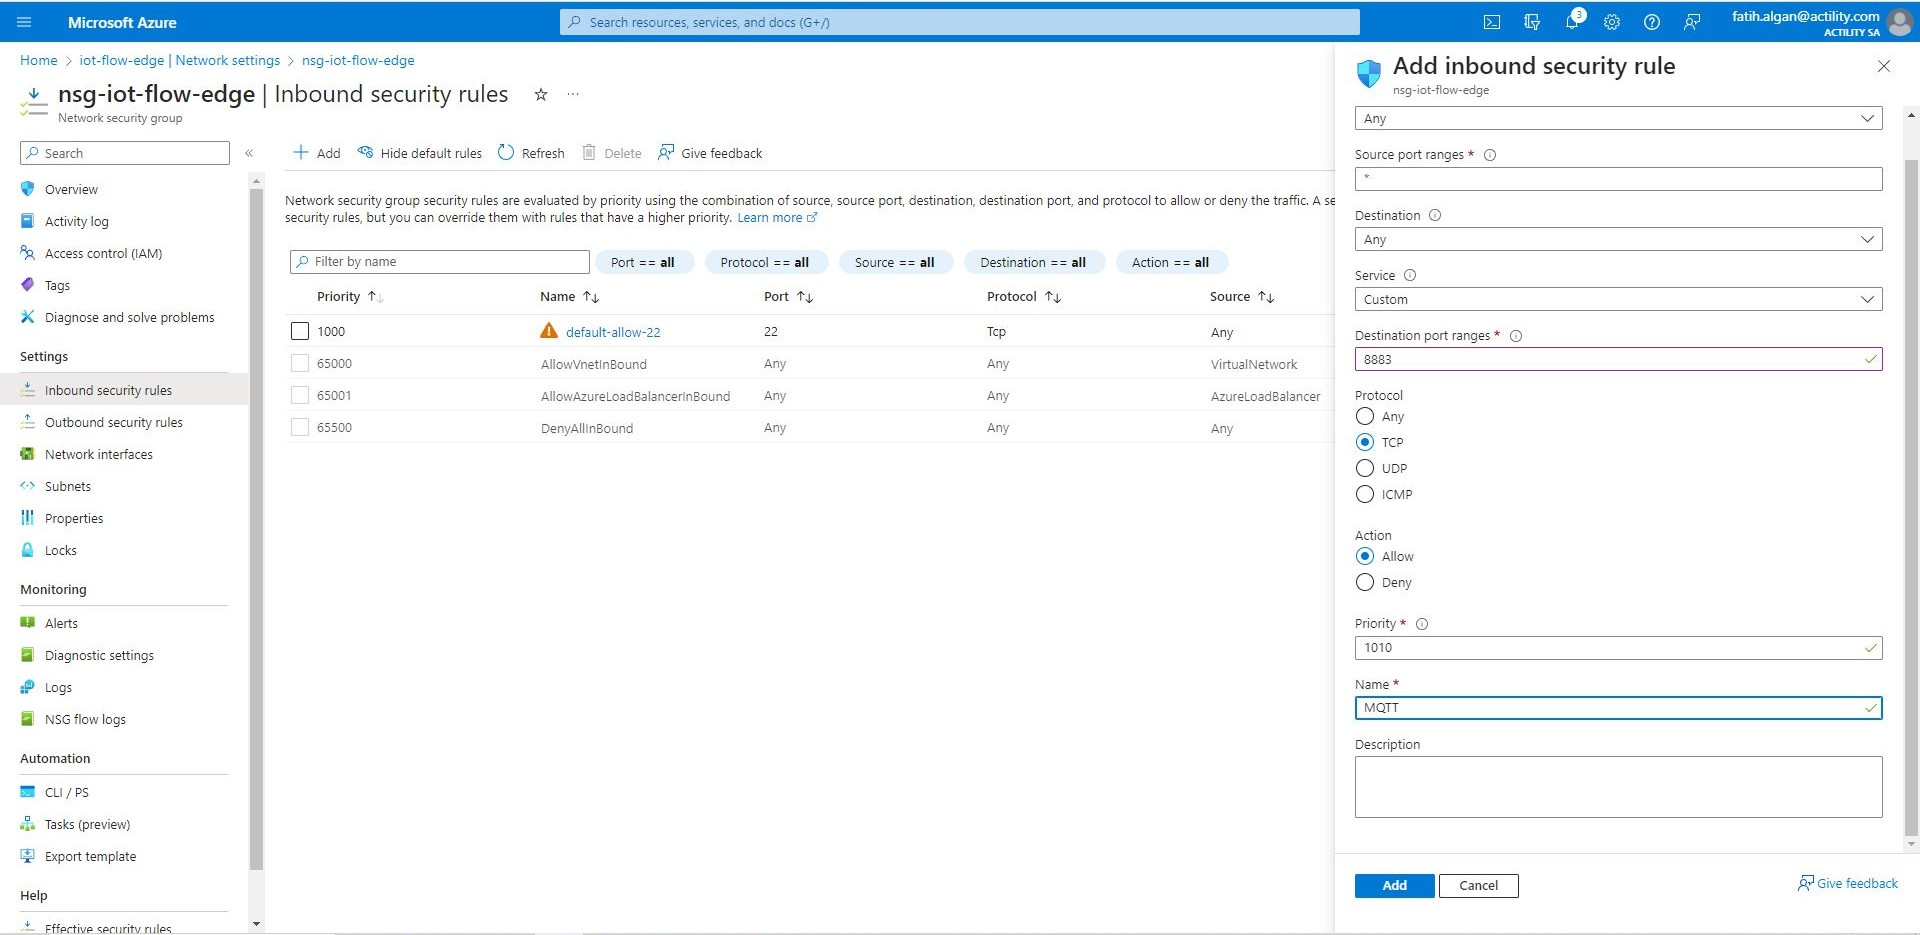 Microsoft Azure
Search resources, services, and docs (G+/)
3
fatih.algan@actility.com
ACTILITY SA
Home > iot-flow-edge | Network settings > nsg-iot-flow-edge
nsg-iot-flow-edge | Inbound security rules
Network security group
Search
Overview
Activity log
Access control (IAM)
Tags
Diagnose and solve problems
Settings
Inbound security rules
Outbound security rules
Network interfaces
Subnets
Properties
Locks
Monitoring
Alerts
Diagnostic settings
Logs
NSG flow logs
Automation
CLI / PS
Tasks (preview)
Export template
Help
Effective security rules
Add Hide default rules Refresh Delete Give feedback
Network security group security rules are evaluated by priority using the combination of source, source port, destination, destination port, and protocol to allow or deny the traffic. A se
security rules, but you can override them with rules that have a higher priority. Learn more
Filter by name
Port == all Protocol == all Source == all Destination == all Action == all
Priority Name Port Protocol Source
1000 default-allow-22 22 Tcp Any
65000 AllowVnetInBound Any Any VirtualNetwork
65001 AllowAzureLoadBalancerInBound Any Any AzureLoadBalancer
65500 DenyAllInBound Any Any Any
Add inbound security rule
nsg-iot-flow-edge
Any
Source port ranges *
*
Destination
Any
Service
Custom
Destination port ranges *
8883
Protocol
Any
TCP
UDP
ICMP
Action
Allow
Deny
Priority *
1010
Name *
MQTT
Description
Add Cancel
Give feedback